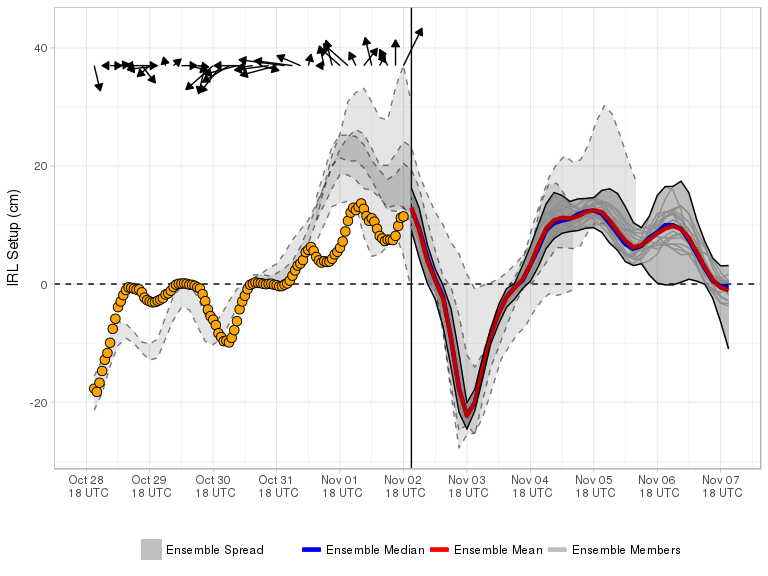 IRL Setup (cm)
40
20
0
-20
Oct 28 Oct 29 Oct 30 Oct 31 Nov 01 Nov 02 Nov 03 Nov 04 Nov 05 Nov 06 Nov 07
18 UTC 18 UTC 18 UTC 18 UTC 18 UTC 18 UTC 18 UTC 18 UTC 18 UTC 18 UTC 18 UTC
Ensemble Spread Ensemble Median Ensemble Mean Ensemble Members